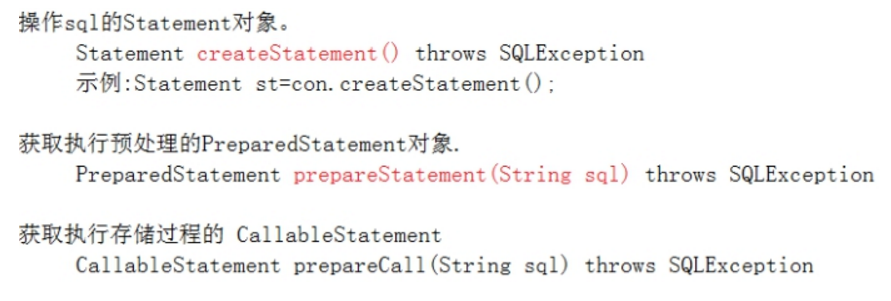 操作sql的Statement对象。
Statement createStatement() throws SQLException
示例:Statement st=con.createStatement();
获取执行预处理的PreparedStatement对象.
PreparedStatement prepareStatement(String sql) throws SQLException
获取执行存储过程的 CallableStatement
CallableStatement prepareCall(String sql) throws SQLException